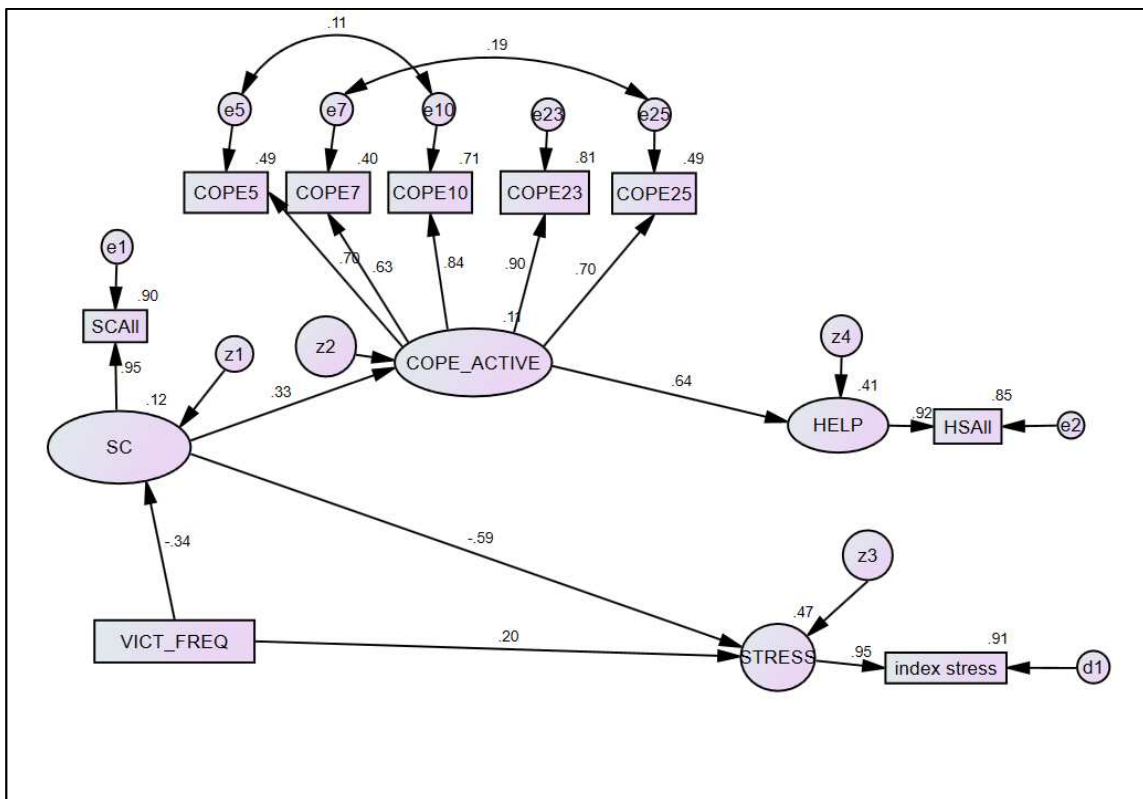 .11
.19
e5
e7
e10
e23
e25
.49
.40
.71
.81
.49
COPE5
COPE7
COPE10
COPE23
COPE25
e1
.90
SCAll
.70
.63
.84
.90
.70
.95
z1
z2
.11
COPE_ACTIVE
z4
.12
.33
.64
.41
.85
SC
HELP
.92
HSAll
e2
-.34
-.59
z3
.47
VICT_FREQ
.20
STRESS
.95
.91
index stress
d1